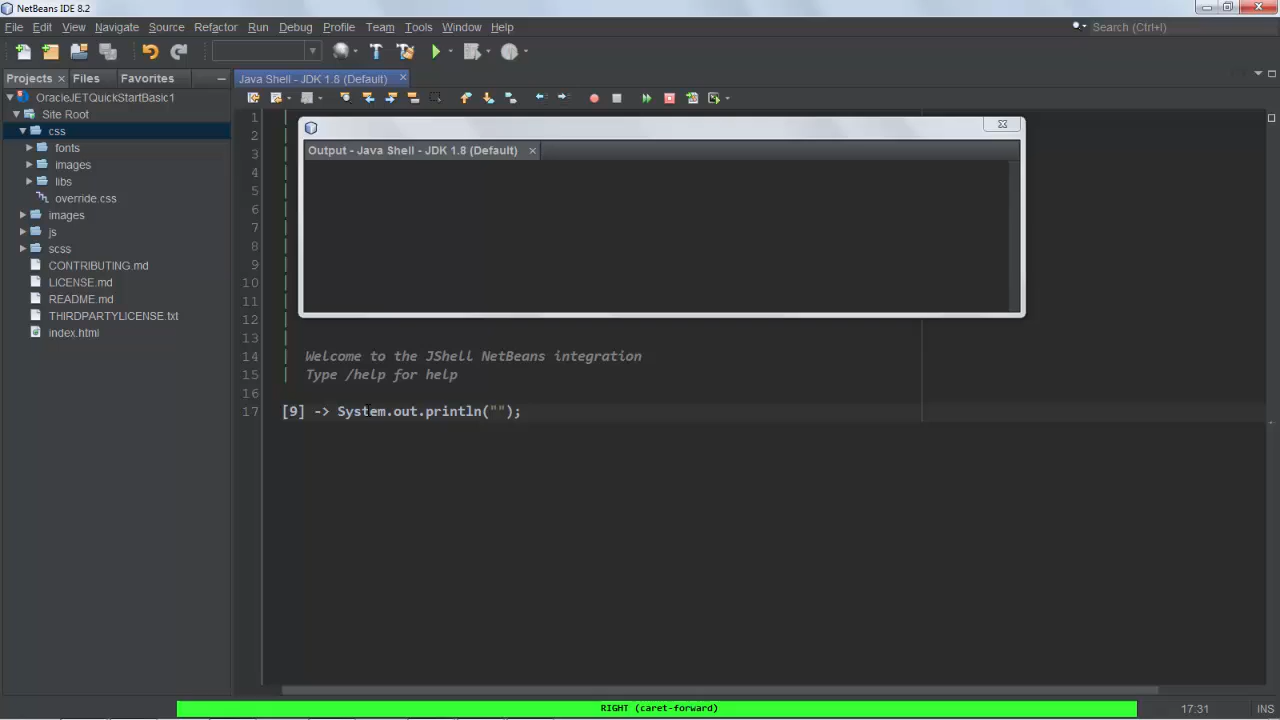 NetBeans IDE 8.2
File Edit View Navigate Source Refactor Run Debug Profile Team Tools Window Help
Search (Ctrl+I)
Projects Files Favorites
Java Shell - JDK 1.8 (Default)
OracleJETQuickStartBasic1
Site Root
css
fonts
images
libs
override.css
images
js
scss
CONTRIBUTING.md
LICENSE.md
README.md
THIRDPARTYLICENSE.txt
index.html
1
2
3
4
5
6
7
8
9
10
11
12
13
14 | Welcome to the JShell NetBeans integration
15 | Type /help for help
16
17 [9] -> System.out.println("");
Output - Java Shell - JDK 1.8 (Default)
RIGHT (caret-forward)
17:31 INS